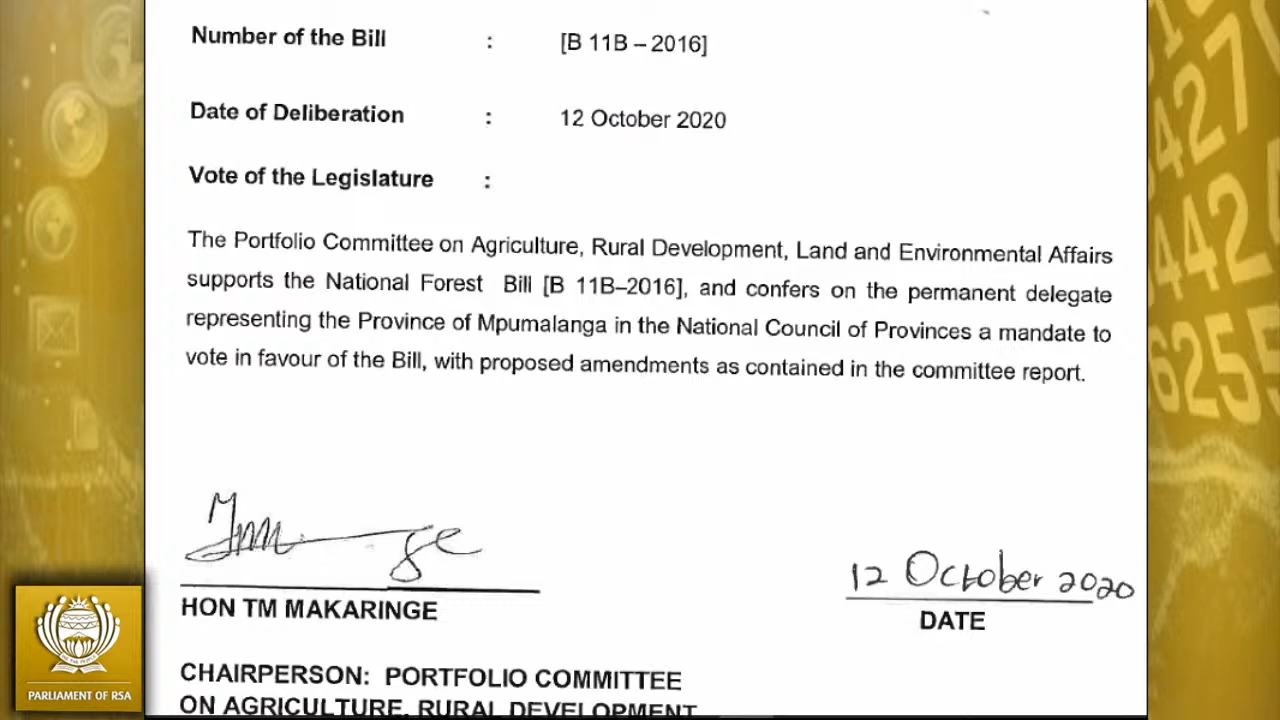 Number of the Bill : [B 11B – 2016]
Date of Deliberation : 12 October 2020
Vote of the Legislature :
The Portfolio Committee on Agriculture, Rural Development, Land and Environmental Affairs
supports the National Forest Bill [B 11B–2016], and confers on the permanent delegate
representing the Province of Mpumalanga in the National Council of Provinces a mandate to
vote in favour of the Bill, with proposed amendments as contained in the committee report.
12 October 2020
HON TM MAKARINGE
DATE
CHAIRPERSON: PORTFOLIO COMMITTEE
ON AGRICULTURE, RURAL DEVELOPMENT
PARLIAMENT OF RSA